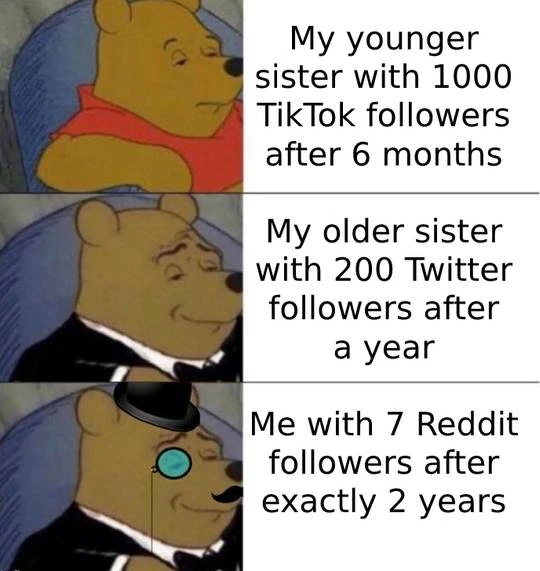 My younger
sister with 1000
TikTok followers
after 6 months
My older sister
with 200 Twitter
followers after
a year
Me with 7 Reddit
followers after
exactly 2 years